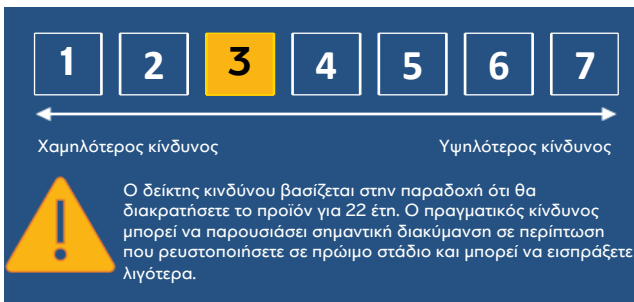 1 2 3 4 5 6 7
Χαμηλότερος κίνδυνος Υψηλότερος κίνδυνος
Ο δείκτης κινδύνου βασίζεται στην παραδοχή ότι θα
διακρατήσετε το προϊόν για 22 έτη. Ο πραγματικός κίνδυνος
μπορεί να παρουσιάσει σημαντική διακύμανση σε περίπτωση
που ρευστοποιήσετε σε πρώιμο στάδιο και μπορεί να εισπράξετε
λιγότερα.